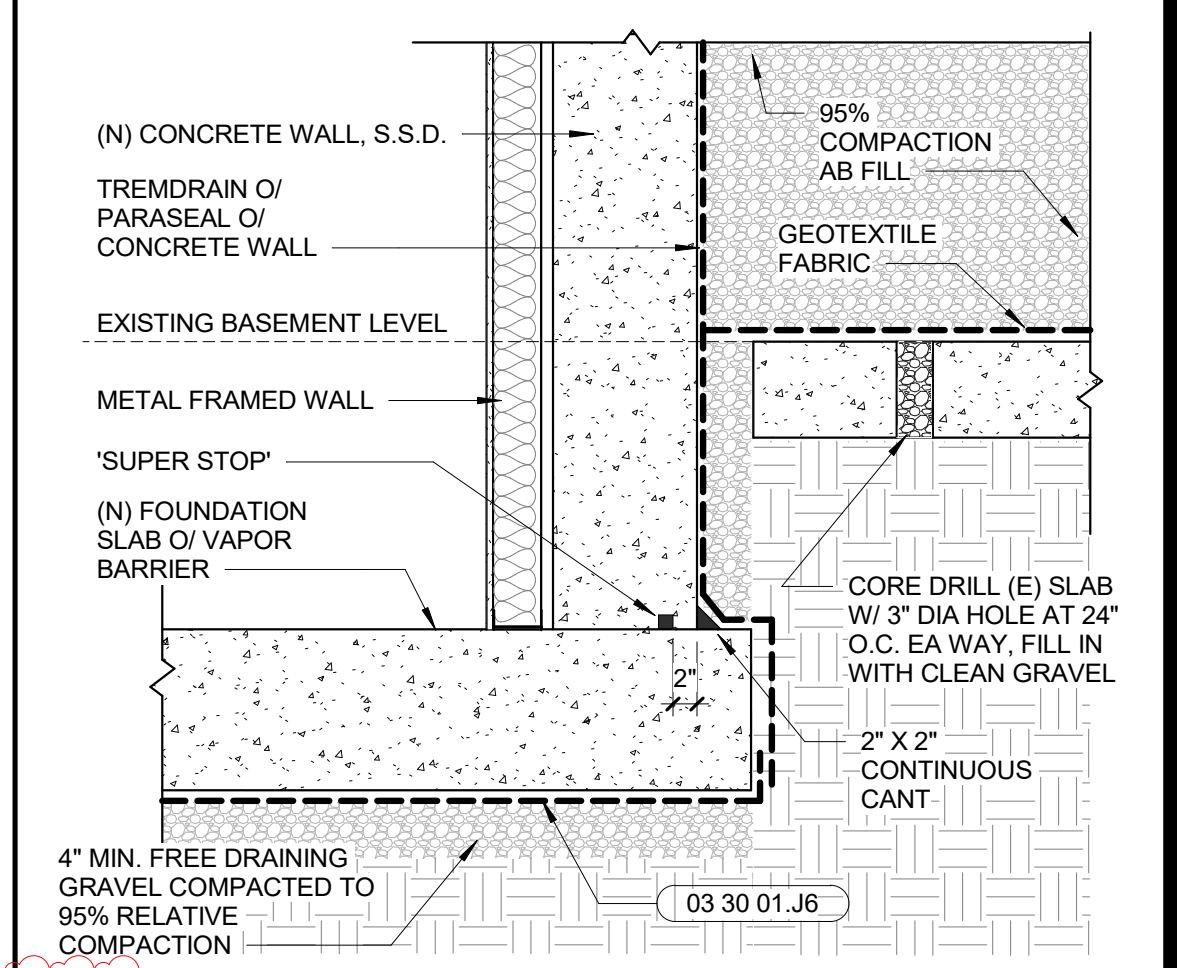 (N) CONCRETE WALL, S.S.D.
TREMDRAIN O/
PARASEAL O/
CONCRETE WALL
EXISTING BASEMENT LEVEL
METAL FRAMED WALL
'SUPER STOP'
(N) FOUNDATION
SLAB O/ VAPOR
BARRIER
95%
COMPACTION
AB FILL
GEOTEXTILE
FABRIC
CORE DRILL (E) SLAB
W/ 3" DIA HOLE AT 24"
O.C. EA WAY, FILL IN
WITH CLEAN GRAVEL
2"
2" X 2"
CONTINUOUS
CANT
4" MIN. FREE DRAINING
GRAVEL COMPACTED TO
95% RELATIVE
COMPACTION
03 30 01.J6